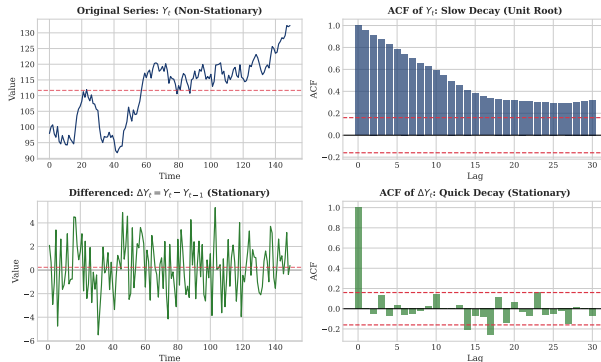 Original Series: Yₜ (Non-Stationary)
Value
130
125
120
115
110
105
100
95
90
0 20 40 60 80 100 120 140
Time
ACF of Yₜ: Slow Decay (Unit Root)
ACF
1.0
0.8
0.6
0.4
0.2
0.0
−0.2
0 5 10 15 20 25 30
Lag
Differenced: ΔYₜ = Yₜ − Yₜ₋₁ (Stationary)
Value
4
2
0
−2
−4
−6
0 20 40 60 80 100 120 140
Time
ACF of ΔYₜ: Quick Decay (Stationary)
ACF
1.0
0.8
0.6
0.4
0.2
0.0
−0.2
0 5 10 15 20 25 30
Lag